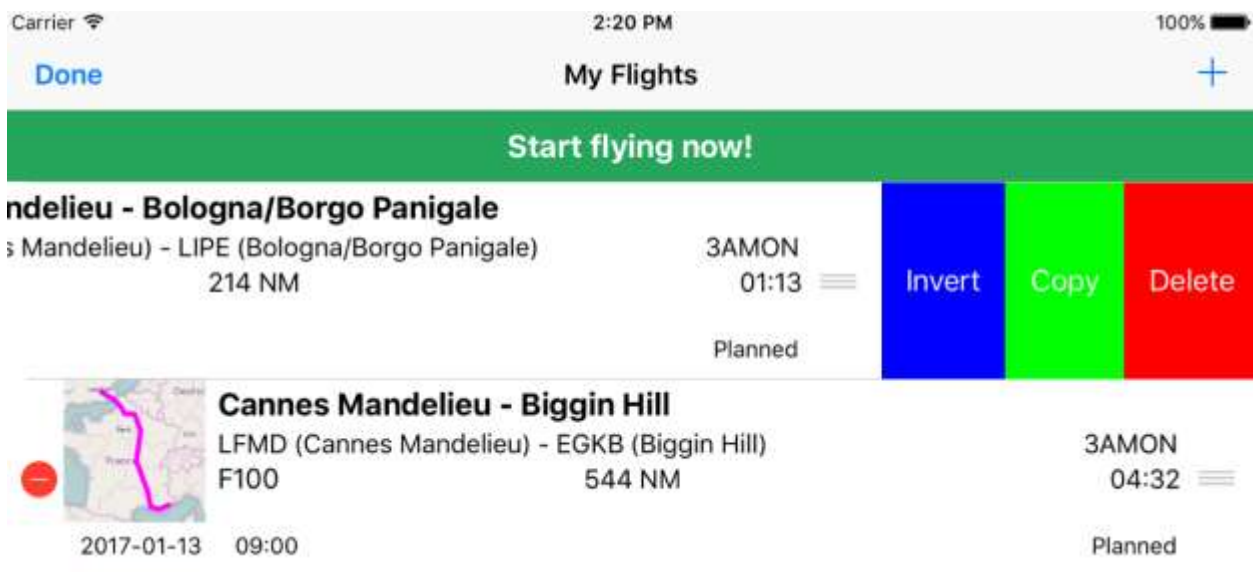 Carrier 2:20 PM 100%
Done My Flights +
Start flying now!
ndelieu - Bologna/Borgo Panigale
s Mandelieu) - LIPE (Bologna/Borgo Panigale) 3AMON
214 NM 01:13 Invert Copy Delete
Planned
Cannes Mandelieu - Biggin Hill
LFMD (Cannes Mandelieu) - EGKB (Biggin Hill) 3AMON
F100 544 NM 04:32
2017-01-13 09:00 Planned